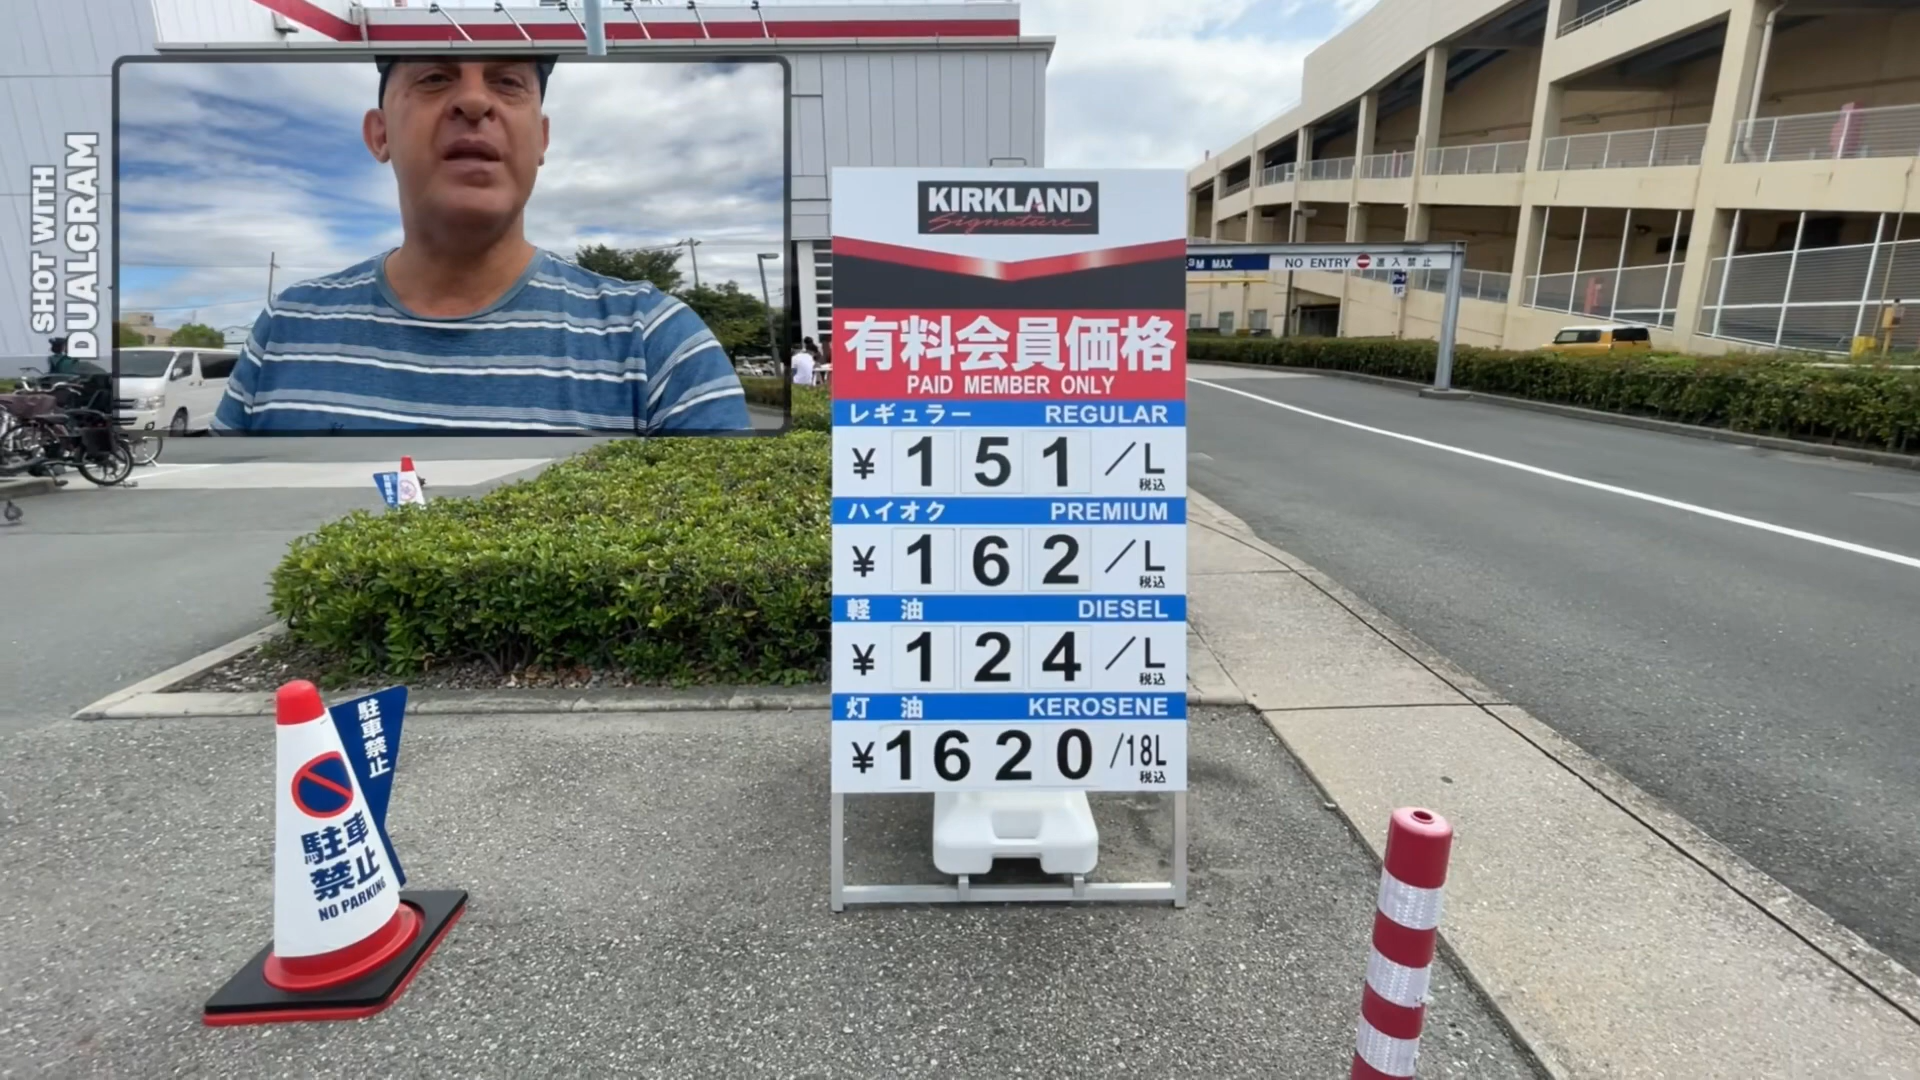 SHOT WITH
DUALGRAM
KIRKLAND
Signature
有料会員価格
PAID MEMBER ONLY
レギュラー REGULAR
¥151/L
税込
ハイオク PREMIUM
¥162/L
税込
軽油 DIESEL
¥124/L
税込
灯油 KEROSENE
¥1620/18L
税込
M MAX
NO ENTRY 進入禁止
1F
駐車禁止
駐車
禁止
NO PARKING